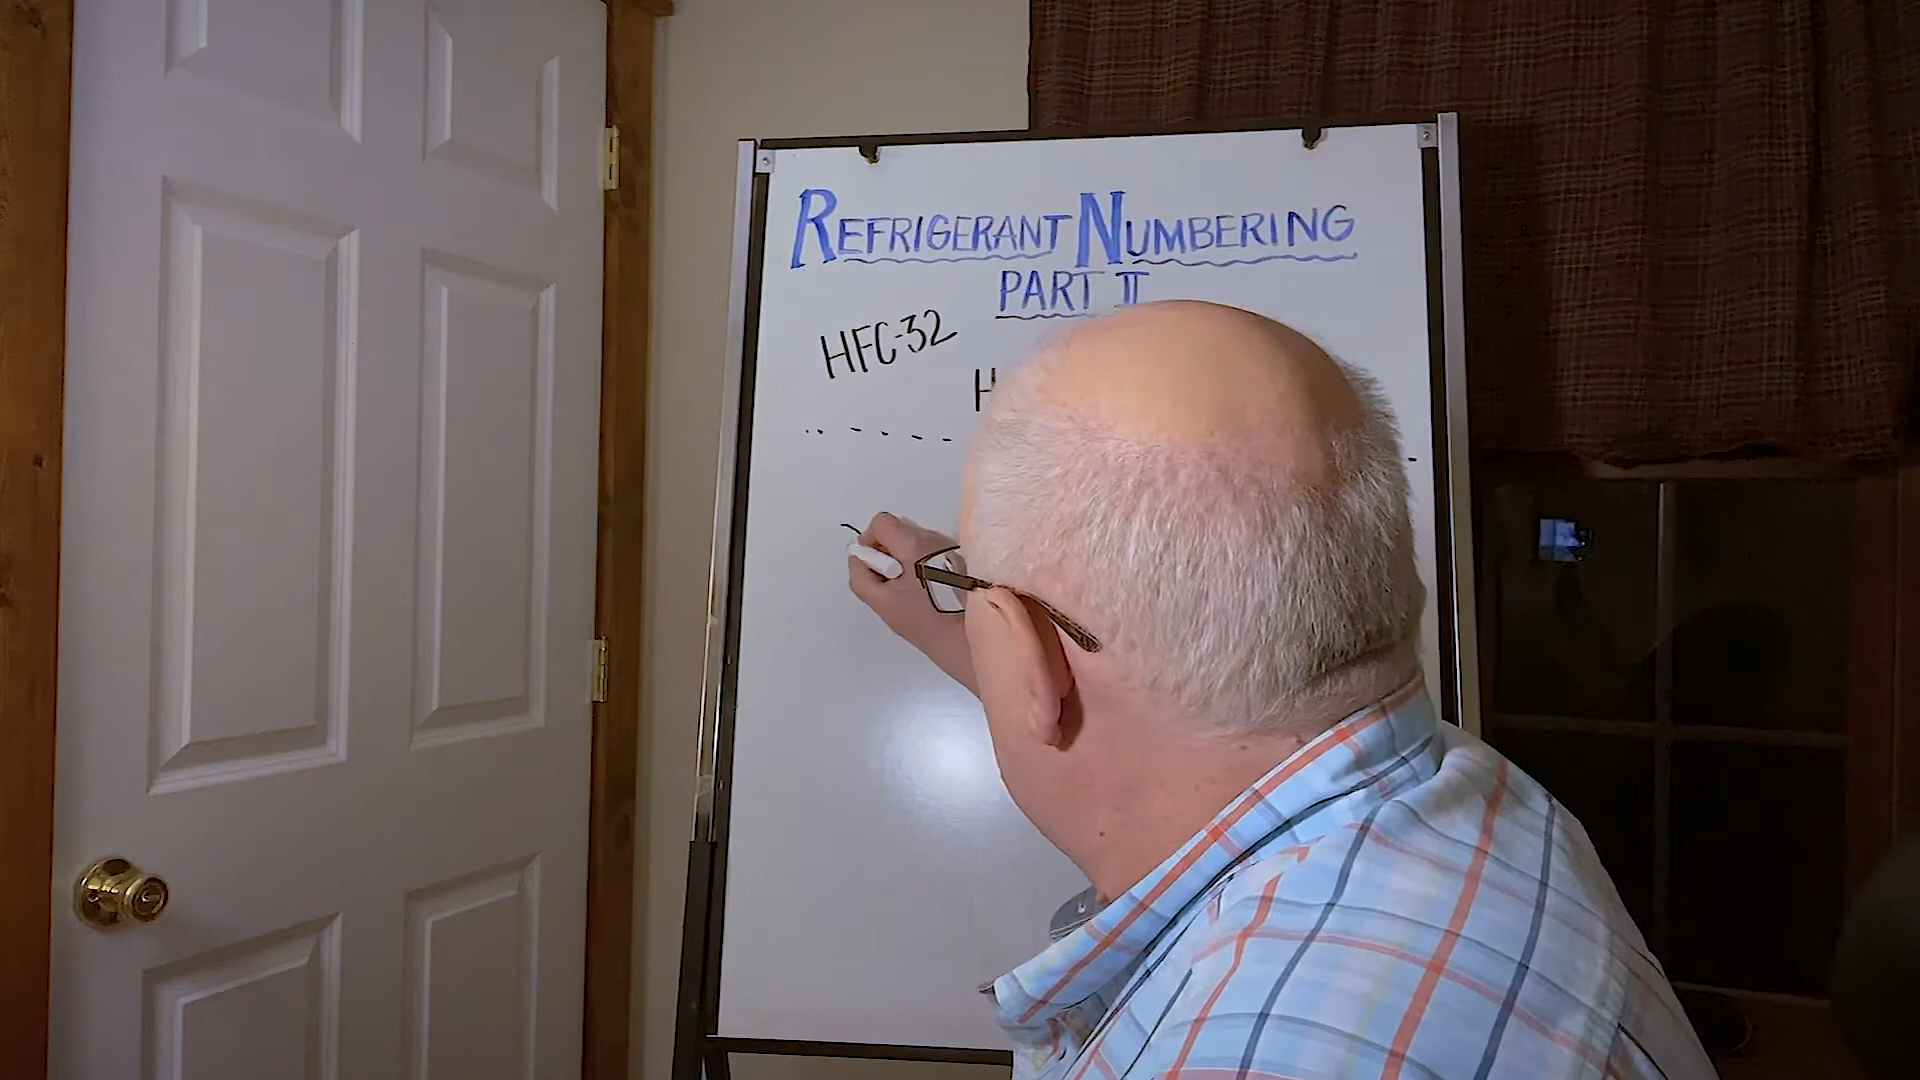 REFRIGERANT NUMBERING
PART II
HFC-32
H